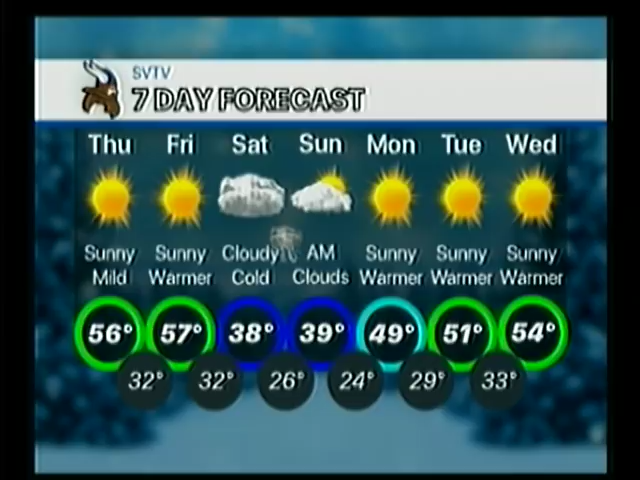 SVTV
7 DAY FORECAST
Thu Fri Sat Sun Mon Tue Wed
Sunny Sunny Cloudy AM Sunny Sunny Sunny
Mild Warmer Cold Clouds Warmer Warmer Warmer
56° 57° 38° 39° 49° 51° 54°
32° 32° 26° 24° 29° 33°